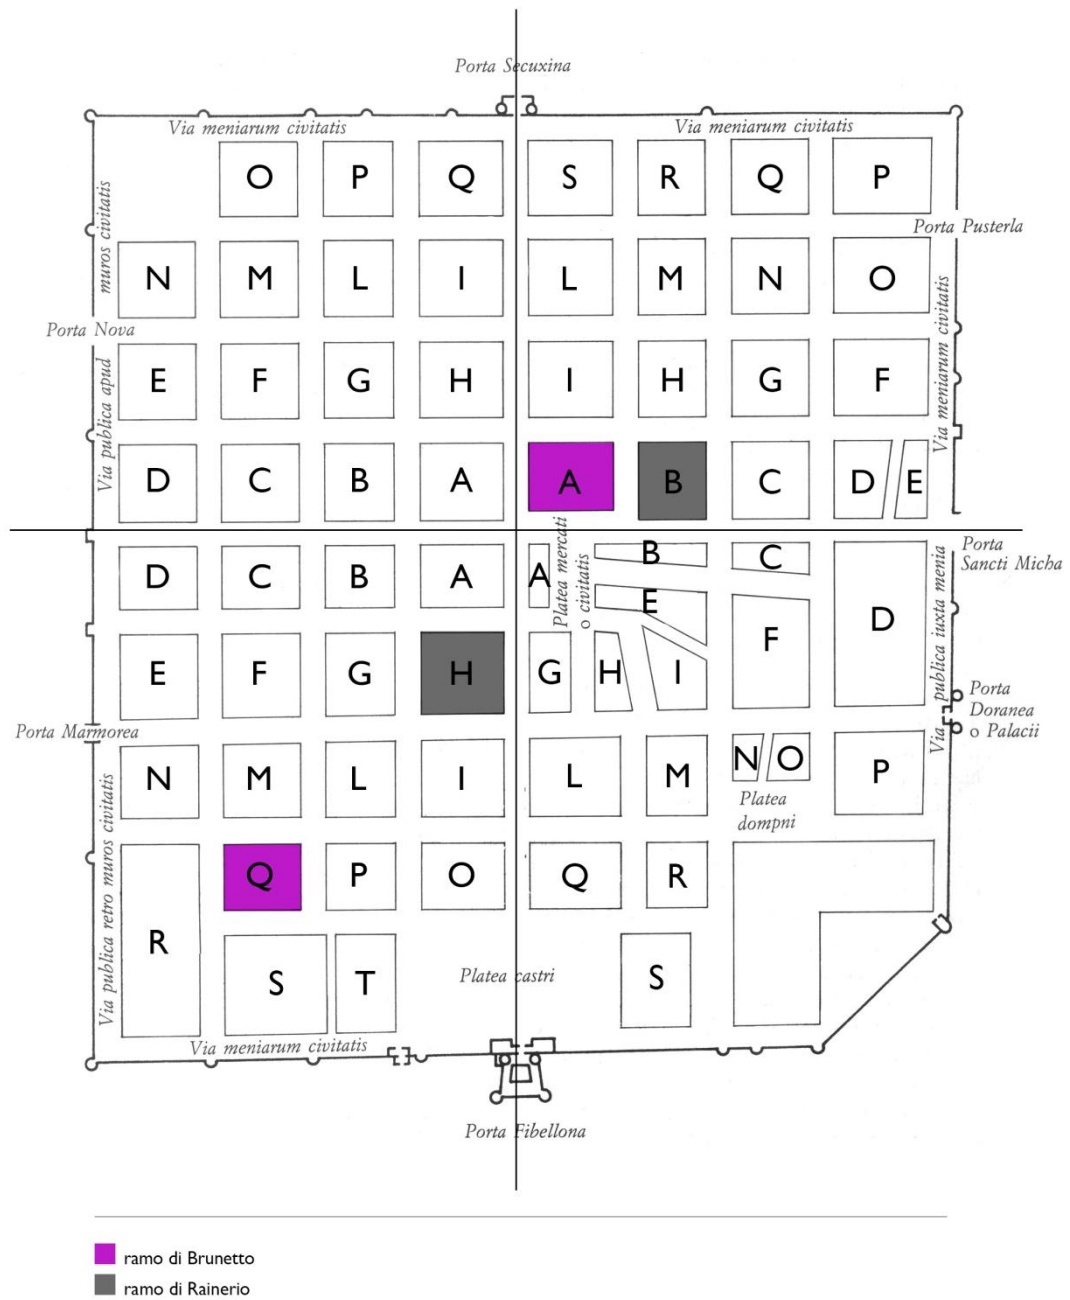 Porta Secuxina
Via meniarum civitatis
Via meniarum civitatis
O P Q S R Q P
muros civitatis
Porta Pusterla
N M L I L M N O
Porta Nova
Via meniarum civitatis
E F G H I H G F
Via publica apud
D C B A A B C D E
Porta
Sancti Micha
D C B A A B C
Platea mercati
o civitatis
E
D
F
E F G H G H I
Via publica iuxta menia
Porta
Doranea
o Palacii
Porta Marmorea
N M L I L M N O P
Platea
dompni
Via publica retro muros civitatis
Q P O Q R
R
S T
Platea castri
S
Via meniarum civitatis
Porta Fibellona
ramo di Brunetto
ramo di Rainerio